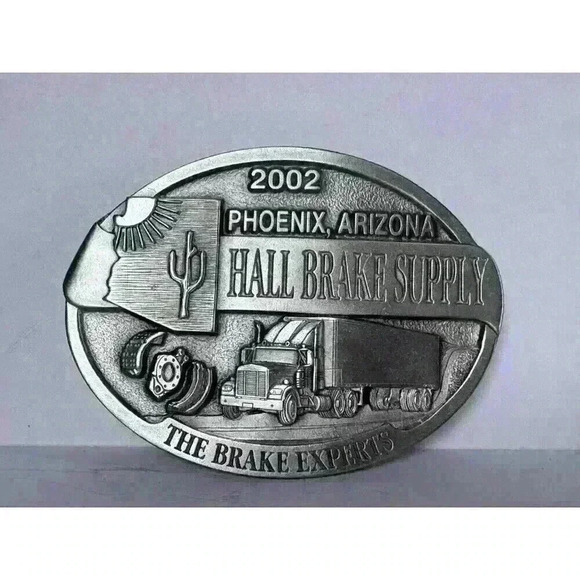 2002
PHOENIX, ARIZONA
HALL BRAKE SUPPLY
THE BRAKE EXPERTS